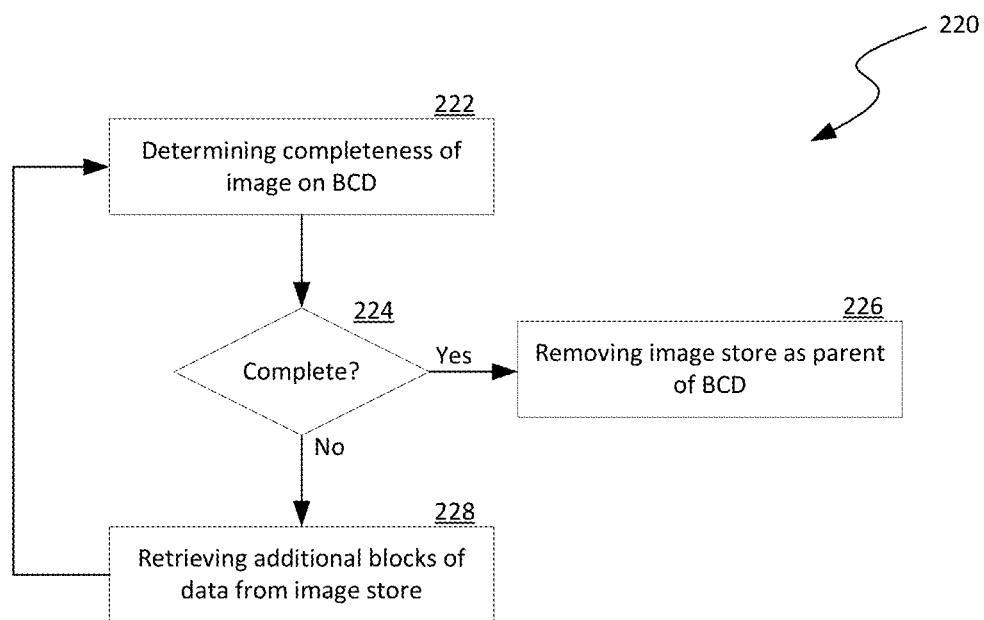 220
222
Determining completeness of
image on BCD
224
Complete?
Yes
226
Removing image store as parent
of BCD
No
228
Retrieving additional blocks of
data from image store